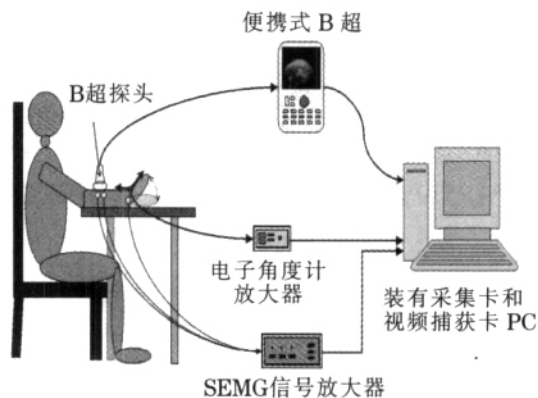 便携式 B 超
B超探头
电子角度计
放大器
装有采集卡和
视频捕获卡 PC
SEMG信号放大器